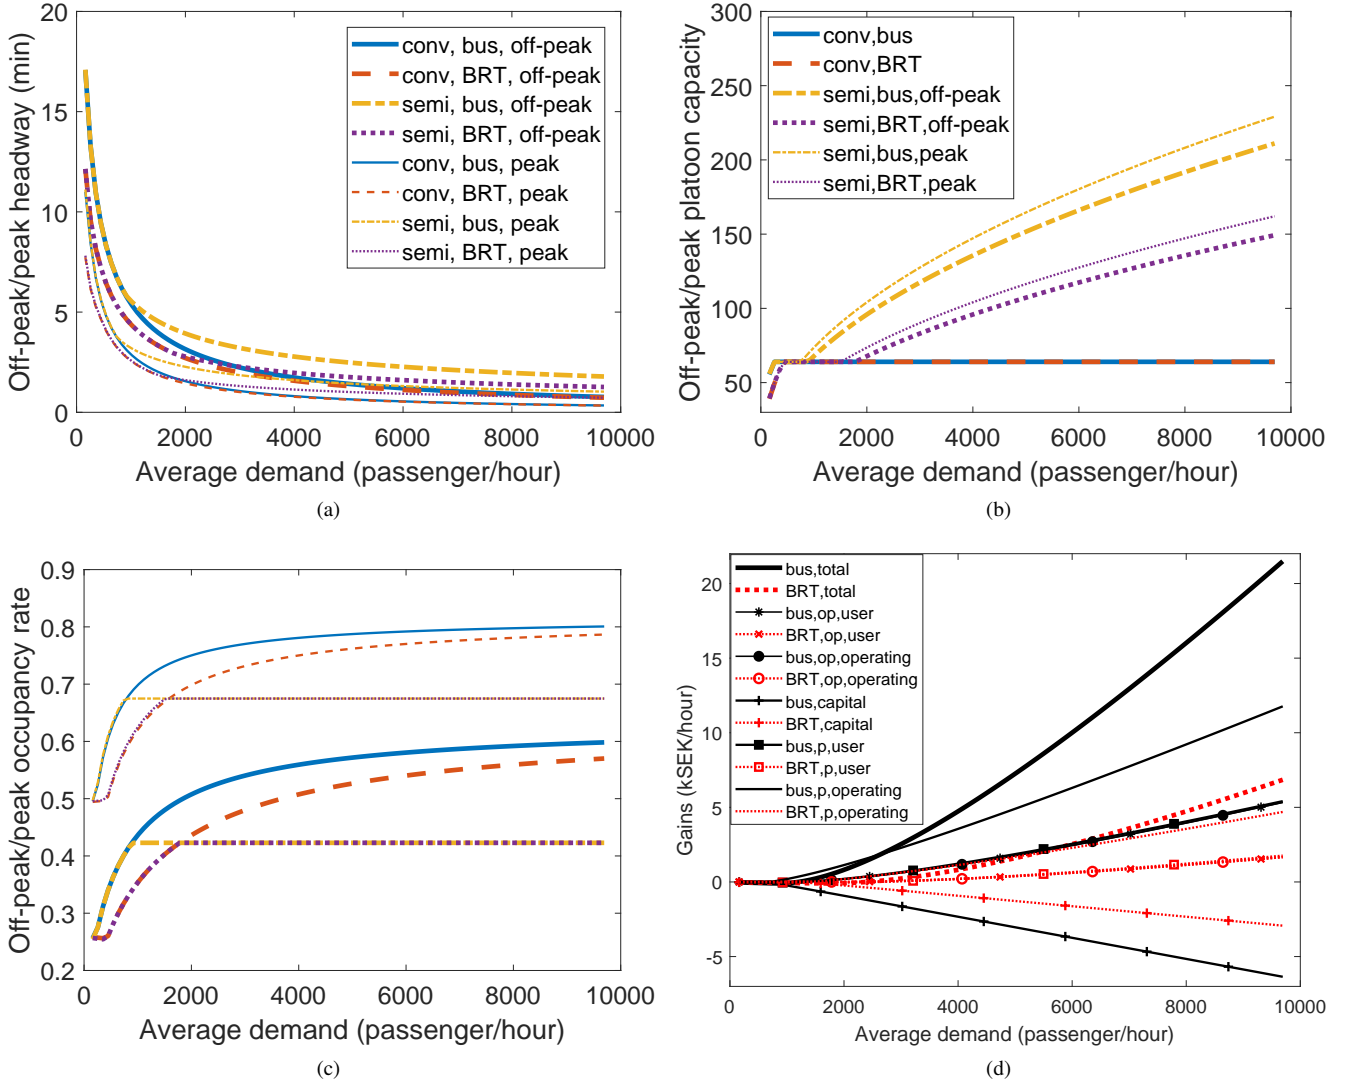 20
15
10
5
0
Off-peak/peak headway (min)
conv, bus, off-peak
conv, BRT, off-peak
semi, bus, off-peak
semi, BRT, off-peak
conv, bus, peak
conv, BRT, peak
semi, bus, peak
semi, BRT, peak
0 2000 4000 6000 8000 10000
Average demand (passenger/hour)
(a)
300
250
200
150
100
50
Off-peak/peak platoon capacity
conv,bus
conv,BRT
semi,bus,off-peak
semi,BRT,off-peak
semi,bus,peak
semi,BRT,peak
0 2000 4000 6000 8000 10000
Average demand (passenger/hour)
(b)
0.9
0.8
0.7
0.6
0.5
0.4
0.3
0.2
Off-peak/peak occupancy rate
0 2000 4000 6000 8000 10000
Average demand (passenger/hour)
(c)
20
15
10
5
0
-5
Gains (kSEK/hour)
bus,total
BRT,total
bus,op,user
BRT,op,user
bus,op,operating
BRT,op,operating
bus,capital
BRT,capital
bus,p,user
BRT,p,user
bus,p,operating
BRT,p,operating
0 2000 4000 6000 8000 10000
Average demand (passenger/hour)
(d)